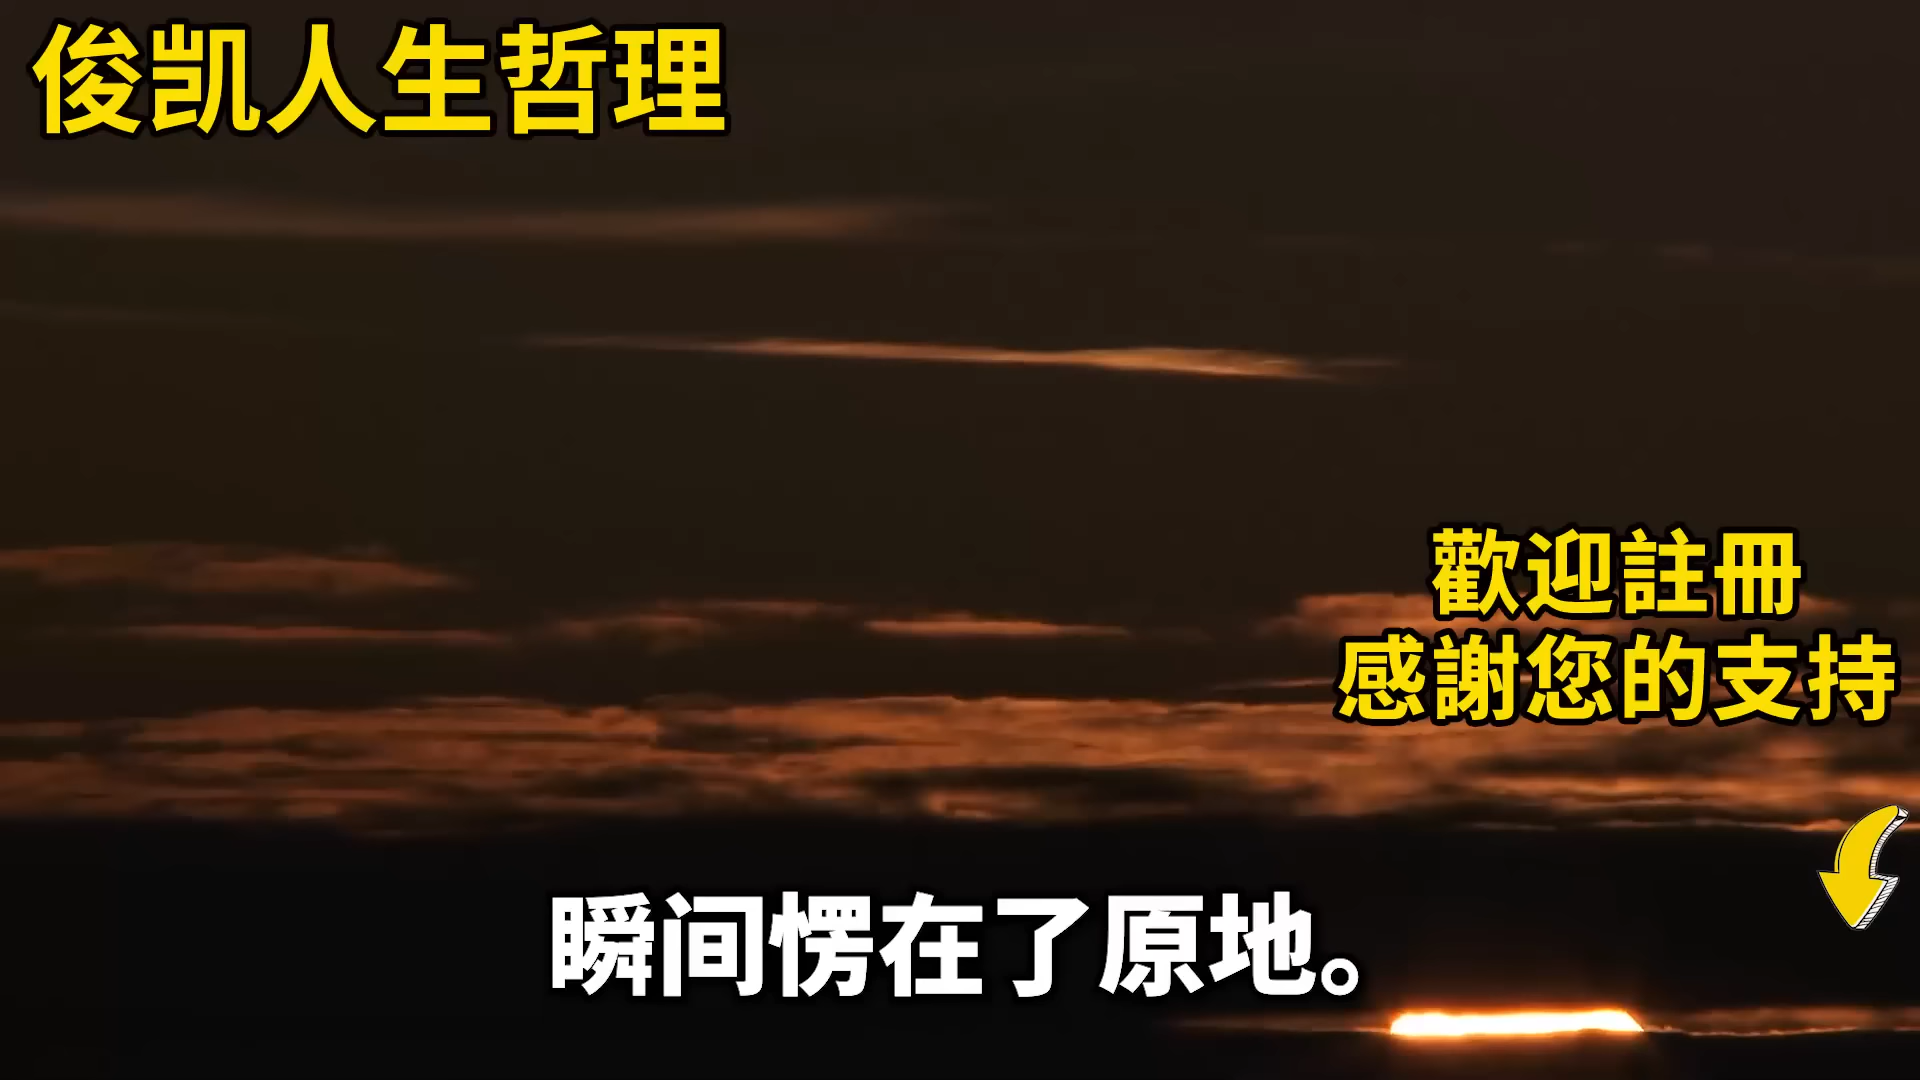 俊凯人生哲理
歡迎註冊
感謝您的支持
瞬间愣在了原地。